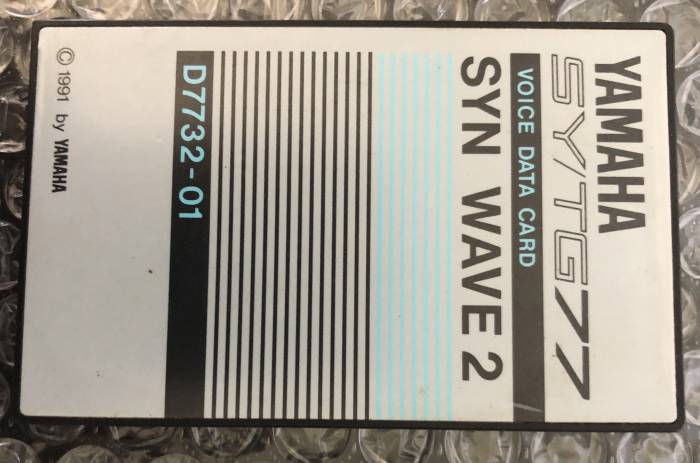 YAMAHA
SY/TG77
VOICE DATA CARD
SYN WAVE 2
D7732-01
© 1991 by YAMAHA